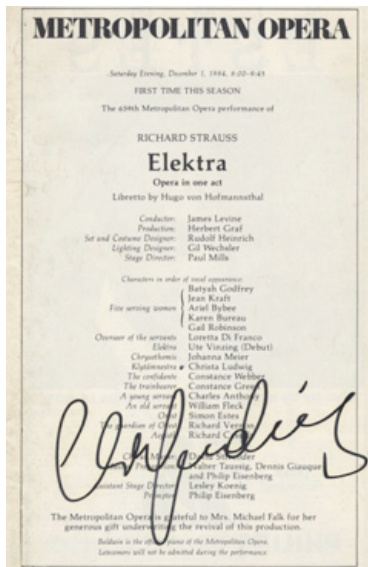 METROPOLITAN OPERA
Saturday Evening, December 1, 1984, 8:00-9:45
FIRST TIME THIS SEASON
The 659th Metropolitan Opera performance of
RICHARD STRAUSS
Elektra
Opera in one act
Libretto by Hugo von Hofmannsthal
Conductor: James Levine
Production: Herbert Graf
Set and Costume Designer: Rudolf Heinrich
Lighting Designer: Gil Wechsler
Stage Director: Paul Mills
Characters in order of vocal appearance:
Batyah Godfrey
Jean Kraft
Five serving women Ariel Bybee
Karen Bureau
Gail Robinson
Overseer of the servants Loretta Di Franco
Elektra Ute Vinzing (Debut)
Chrysothemis Johanna Meier
Klytämnestra Christa Ludwig
The confidante Constance Webber
The trainbearer Constance Green
A young servant Charles Anthony
An old servant William Fleck
Orest Simon Estes
The guardian of Orest Richard Vernon
Richard
Walter Taussig, Dennis Giauque
and Philip Eisenberg
Assistant Stage Director Lesley Koenig
Prompter Philip Eisenberg
The Metropolitan Opera is grateful to Mrs. Michael Falk for her
generous gift underwriting the revival of this production.
Baldwin is the official piano of the Metropolitan Opera.
Latecomers will not be admitted during the performance.